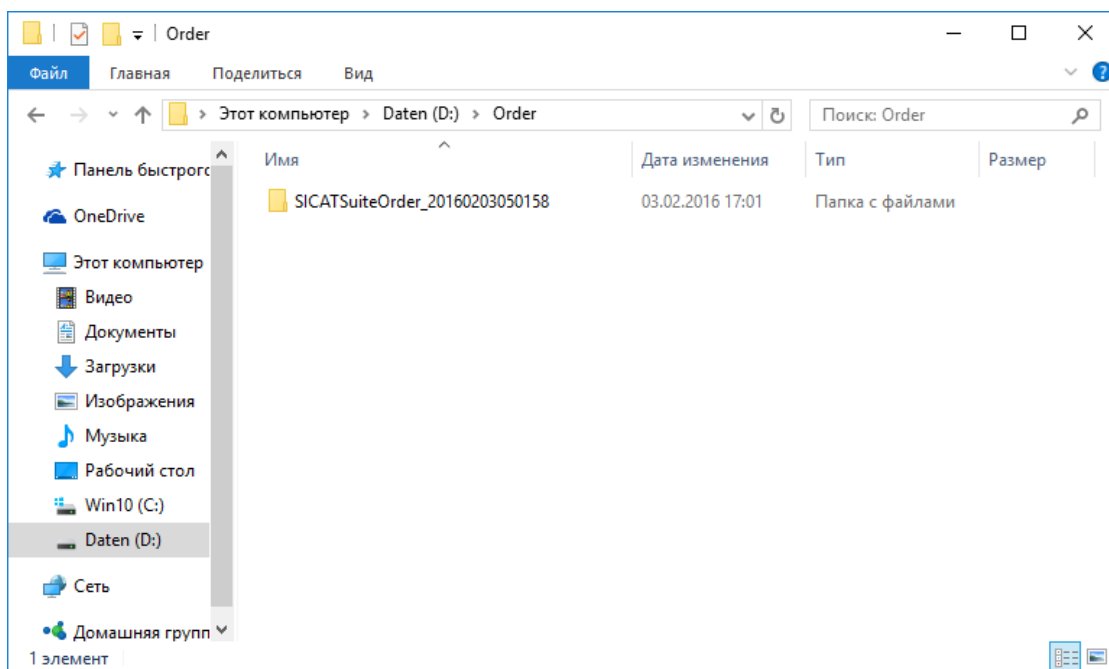 Order
Файл Главная Поделиться Вид
Этот компьютер > Daten (D:) > Order Поиск: Order
Имя Дата изменения Тип Размер
SICATSuiteOrder_20160203050158 03.02.2016 17:01 Папка с файлами
Панель быстрого
OneDrive
Этот компьютер
Видео
Документы
Загрузки
Изображения
Музыка
Рабочий стол
Win10 (C:)
Daten (D:)
Сеть
Домашняя групп
1 элемент